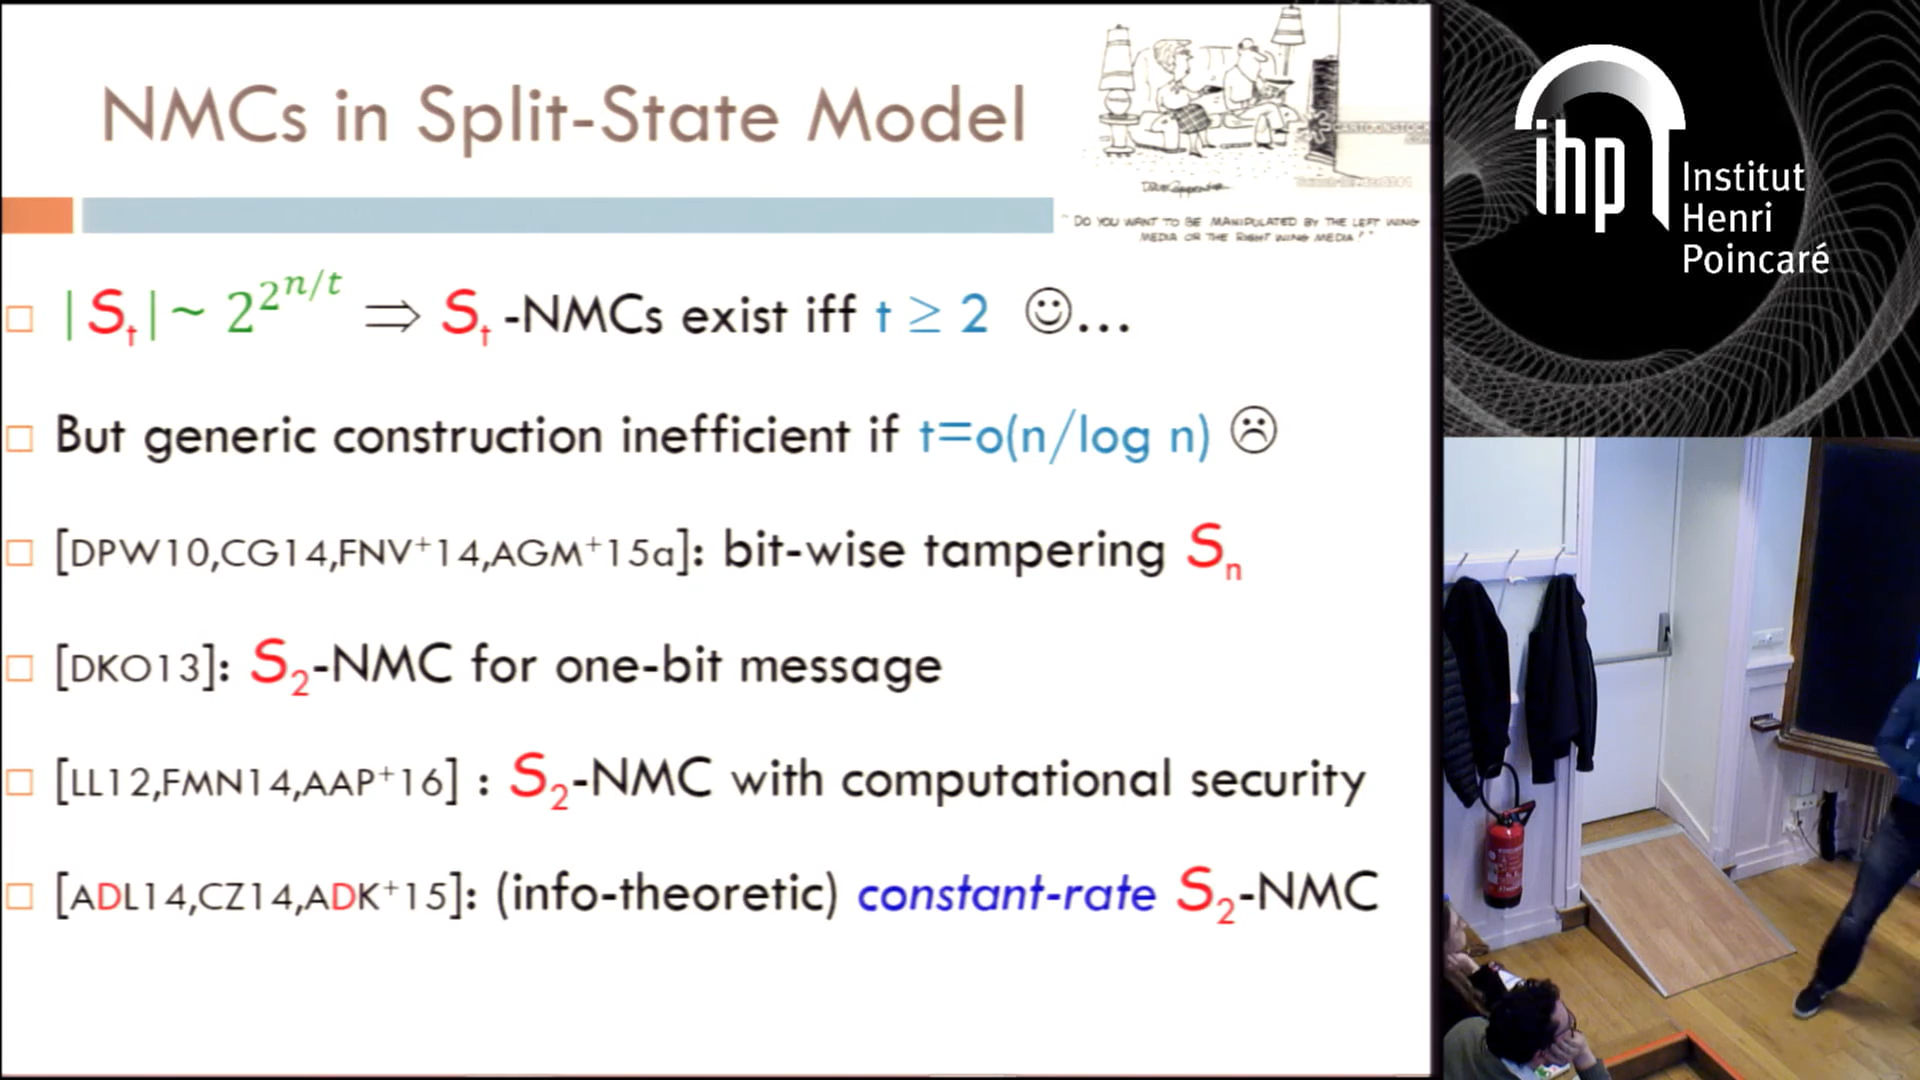 NMCs in Split-State Model
"DO YOU WANT TO BE MANIPULATED BY THE LEFT WING
MEDIA OR THE RIGHT WING MEDIA?"
|S_t| ~ 2^{2^{n/t}} ⟹ S_t -NMCs exist iff t ≥ 2 ☺...
But generic construction inefficient if t=o(n/log n) ☹
[DPW10,CG14,FNV⁺14,AGM⁺15a]: bit-wise tampering S_n
[DKO13]: S₂-NMC for one-bit message
[LL12,FMN14,AAP⁺16] : S₂-NMC with computational security
[ADL14,CZ14,ADK⁺15]: (info-theoretic) constant-rate S₂-NMC
ihp
Institut
Henri
Poincaré